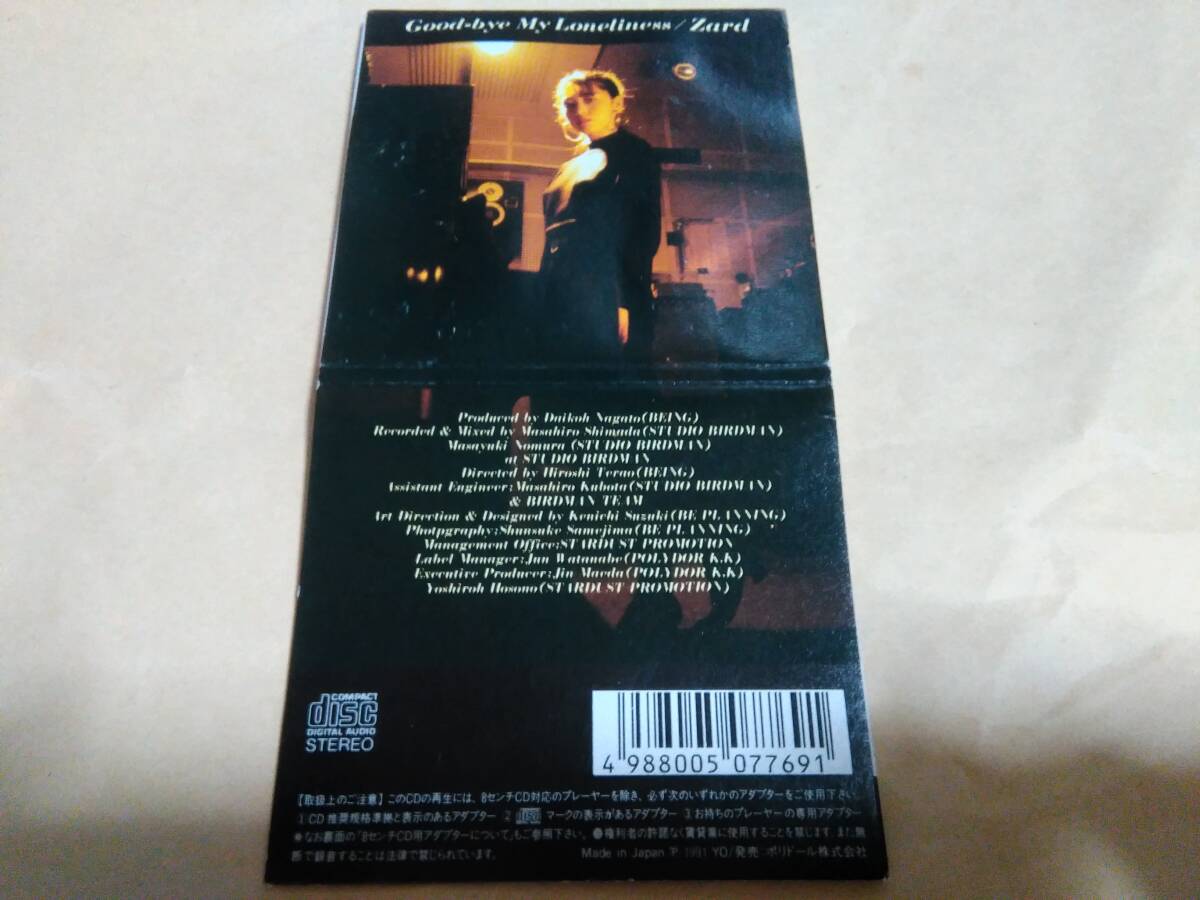 Good-bye My Loneliness / Zard
Produced by Daikoh Nagato (BEING)
Recorded & Mixed by Masahiro Shimada (STUDIO BIRDMAN)
Masayuki Nomura (STUDIO BIRDMAN)
at STUDIO BIRDMAN
Directed by Hiroshi Terao (BEING)
Assistant Engineer:Masahiro Kubota (STUDIO BIRDMAN)
& BIRDMAN TEAM
Art Direction & Designed by Kenichi Suzuki (BE PLANNING)
Photpgraphy:Shunsuke Samejima (BE PLANNING)
Management Office:STARDUST PROMOTION
Label Manager:Jun Watanabe (POLYDOR K.K)
Executive Producer:Jin Maeda (POLYDOR K.K)
Yoshiroh Hosono (STARDUST PROMOTION)
COMPACT
disc
DIGITAL AUDIO
STEREO
4 988005 077691
【取扱上のご注意】このCDの再生には、8センチCD対応のプレーヤーを除き、必ず次のいずれかのアダプターをご使用下さい。
①CD推奨規格準拠と表示のあるアダプター ②マークの表示があるアダプター ③お持ちのプレーヤーの専用アダプター
●なお裏面の「8センチCD用アダプターについて」もご参照下さい。●権利者の許諾なく賃貸業に使用することを禁じます。また無
断で録音することは法律で禁じられています。 Made in Japan Ⓟ 1991 YO/発売 ポリドール株式会社